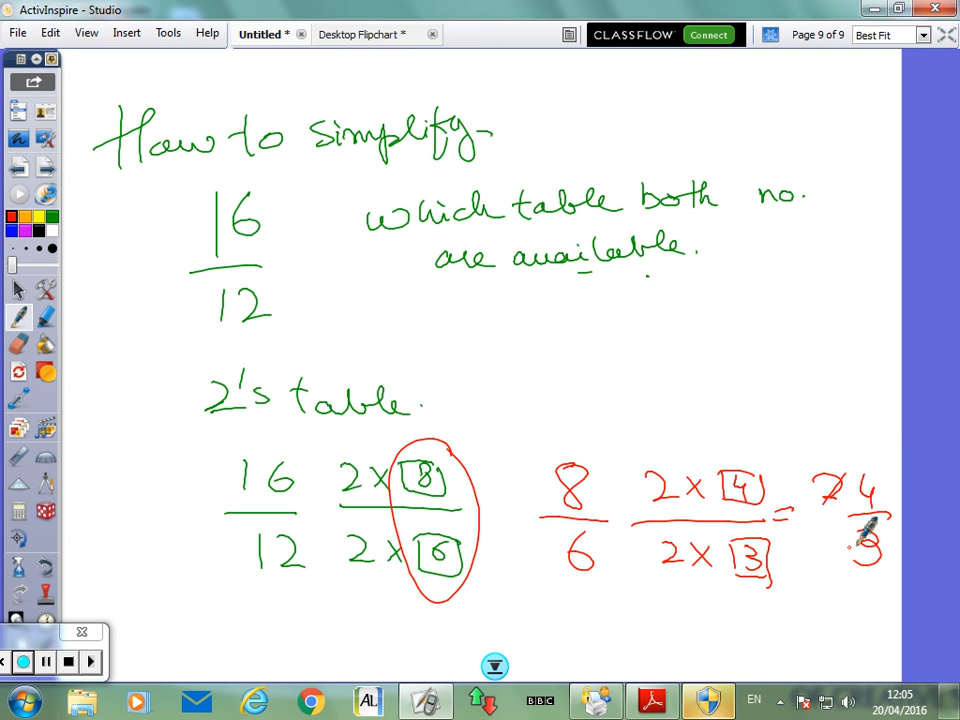 ActivInspire - Studio
File Edit View Insert Tools Help
Untitled *
Desktop Flipchart *
CLASSFLOW Connect
Page 9 of 9
Best Fit
How to simplify
16
12
which table both no.
are available.
2's table.
16
12
2 × 8
2 × 6
8
6
2 × 4
2 × 3
=
4
3
AL
BBC
EN
12:05
20/04/2016